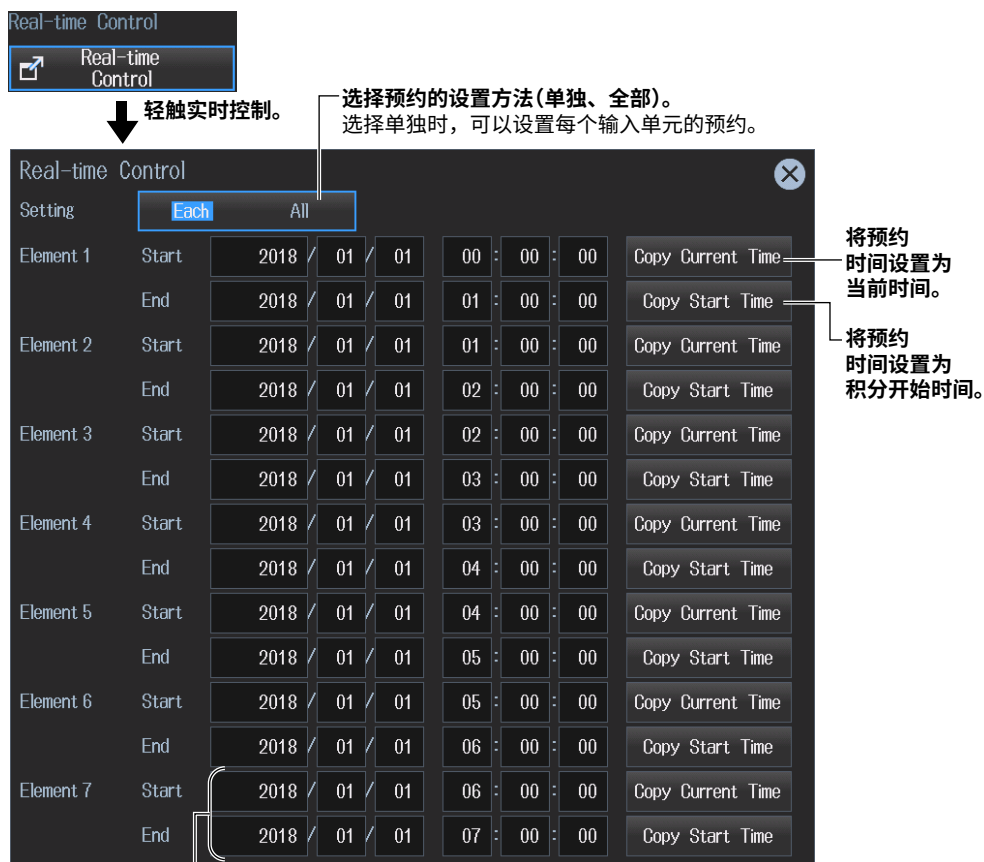 Real-time Control
Real-time
Control
轻触实时控制。
选择预约的设置方法（单独、全部）。
选择单独时，可以设置每个输入单元的预约。
Real-time Control
Setting Each All
Element 1 Start 2018 / 01 / 01 00 : 00 : 00 Copy Current Time
End 2018 / 01 / 01 01 : 00 : 00 Copy Start Time
Element 2 Start 2018 / 01 / 01 01 : 00 : 00 Copy Current Time
End 2018 / 01 / 01 02 : 00 : 00 Copy Start Time
Element 3 Start 2018 / 01 / 01 02 : 00 : 00 Copy Current Time
End 2018 / 01 / 01 03 : 00 : 00 Copy Start Time
Element 4 Start 2018 / 01 / 01 03 : 00 : 00 Copy Current Time
End 2018 / 01 / 01 04 : 00 : 00 Copy Start Time
Element 5 Start 2018 / 01 / 01 04 : 00 : 00 Copy Current Time
End 2018 / 01 / 01 05 : 00 : 00 Copy Start Time
Element 6 Start 2018 / 01 / 01 05 : 00 : 00 Copy Current Time
End 2018 / 01 / 01 06 : 00 : 00 Copy Start Time
Element 7 Start 2018 / 01 / 01 06 : 00 : 00 Copy Current Time
End 2018 / 01 / 01 07 : 00 : 00 Copy Start Time
将预约
时间设置为
当前时间。
将预约
时间设置为
积分开始时间。